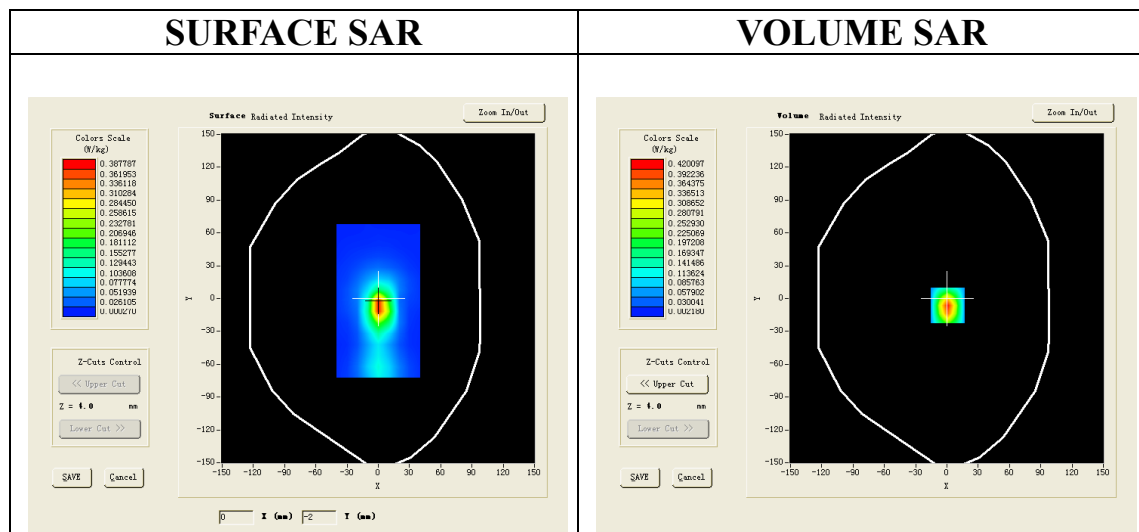 SURFACE SAR
VOLUME SAR
Surface Radiated Intensity
Zoom In/Out
Colors Scale
(W/kg)
0.387787
0.361953
0.336118
0.310284
0.284450
0.258615
0.232781
0.206946
0.181112
0.155277
0.129443
0.103608
0.077774
0.051939
0.026105
0.000270
150
120
90
60
30
0
-30
-60
-90
-120
-150
Y
-150 -120 -90 -60 -30 0 30 60 90 120 150
X
Z-Cuts Control
<< Upper Cut
Z = 4.0 mm
Lower Cut >>
SAVE Cancel
0 X (mm) -2 Y (mm)
Volume Radiated Intensity
Zoom In/Out
Colors Scale
(W/kg)
0.420097
0.392236
0.364375
0.336513
0.308652
0.280791
0.252930
0.225069
0.197208
0.169347
0.141486
0.113624
0.085763
0.057902
0.030041
0.002180
150
120
90
60
30
0
-30
-60
-90
-120
-150
Y
-150 -120 -90 -60 -30 0 30 60 90 120 150
X
Z-Cuts Control
<< Upper Cut
Z = 4.0 mm
Lower Cut >>
SAVE Cancel